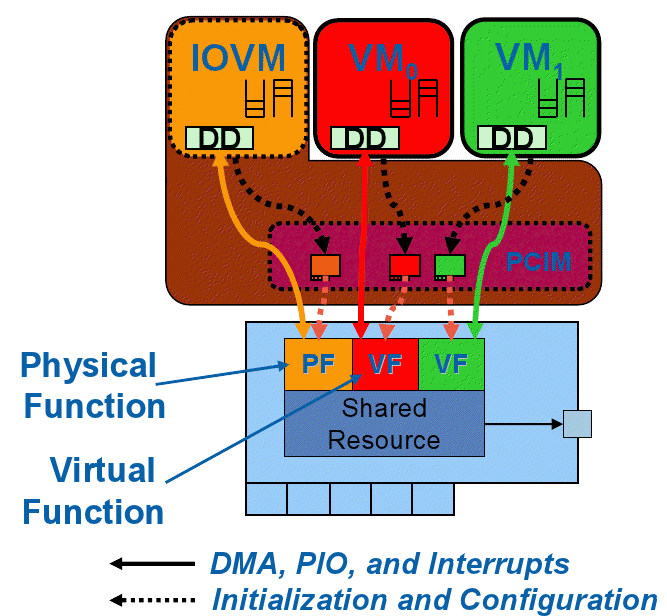 IOVM
VM0
VM1
DD
DD
DD
PCIM
PF
VF
VF
Physical
Function
Shared
Resource
Virtual
Function
DMA, PIO, and Interrupts
Initialization and Configuration